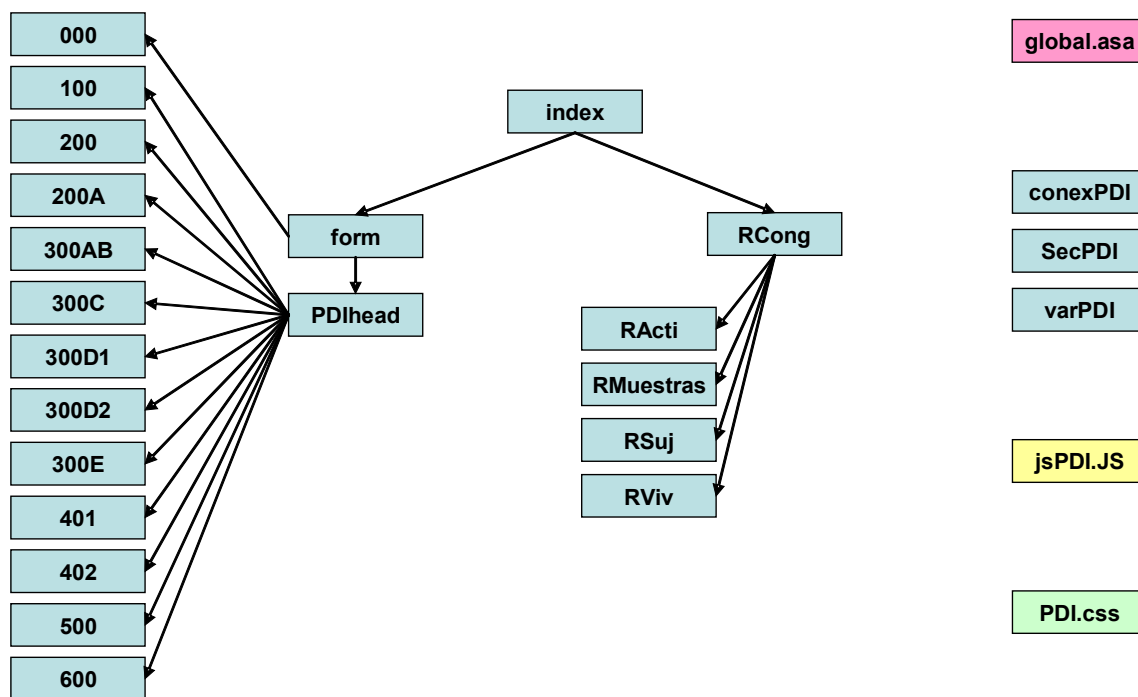 000
100
200
200A
300AB
300C
300D1
300D2
300E
401
402
500
600
index
form
PDIhead
RCong
RActi
RMuestras
RSuj
RViv
global.asa
conexPDI
SecPDI
varPDI
jsPDI.JS
PDI.css